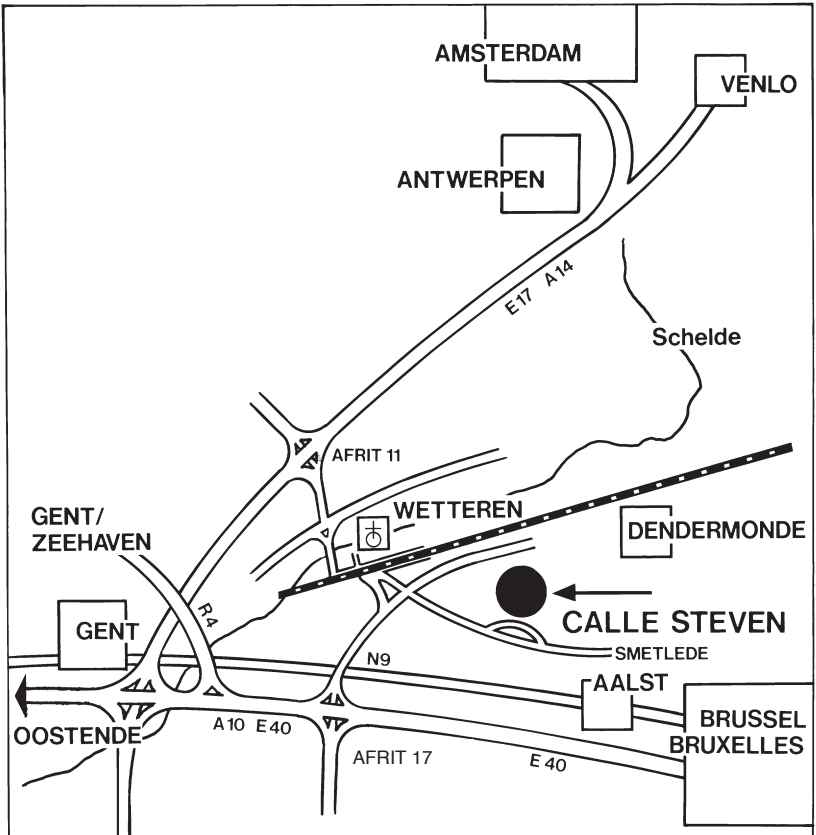 AMSTERDAM
VENLO
ANTWERPEN
E17 A14
Schelde
AFRIT 11
WETTEREN
GENT/
ZEEHAVEN
DENDERMONDE
R4
GENT
CALLE STEVEN
SMETLEDE
N9
AALST
OOSTENDE
A10 E40
BRUSSEL
BRUXELLES
AFRIT 17
E40